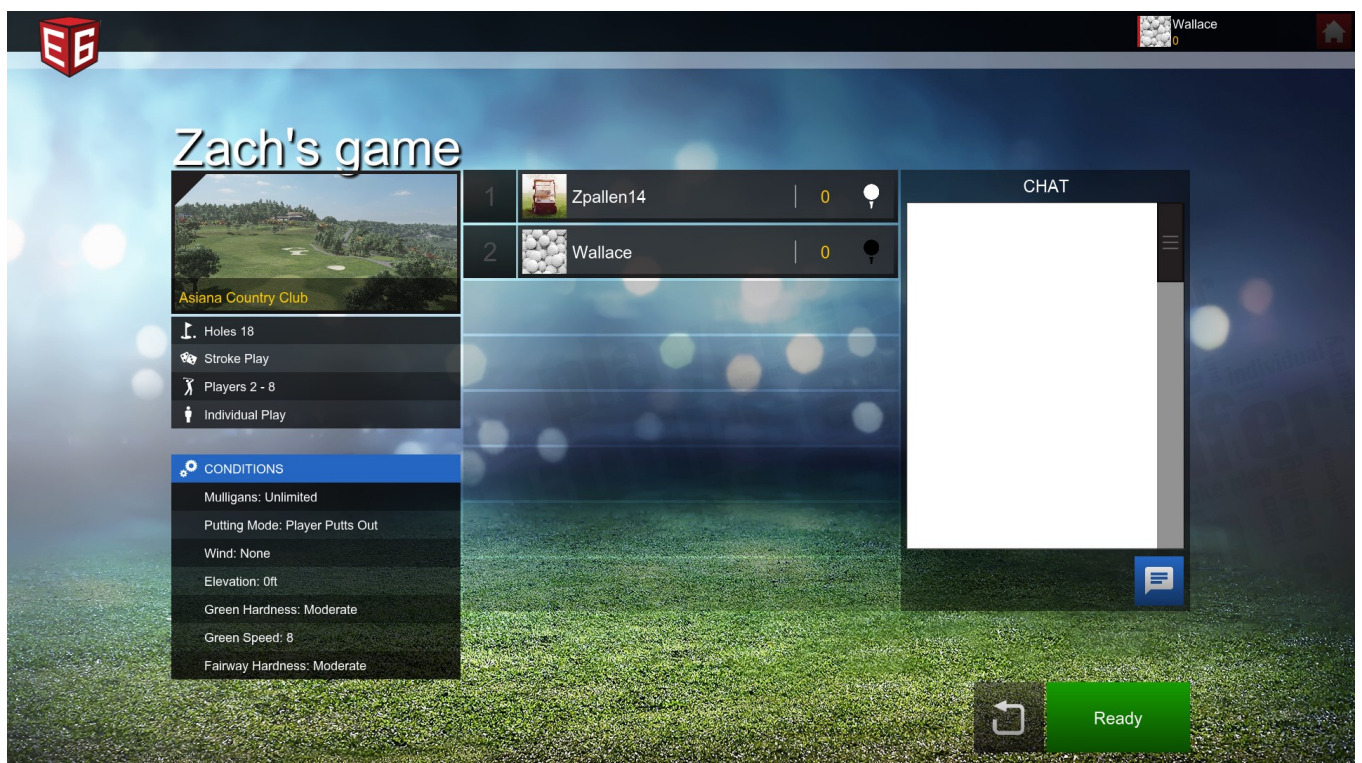 E6
Wallace
0
Zach's game
Asiana Country Club
Holes 18
Stroke Play
Players 2 - 8
Individual Play
CONDITIONS
Mulligans: Unlimited
Putting Mode: Player Putts Out
Wind: None
Elevation: 0ft
Green Hardness: Moderate
Green Speed: 8
Fairway Hardness: Moderate
1 Zpallen14 | 0
2 Wallace | 0
CHAT
Ready